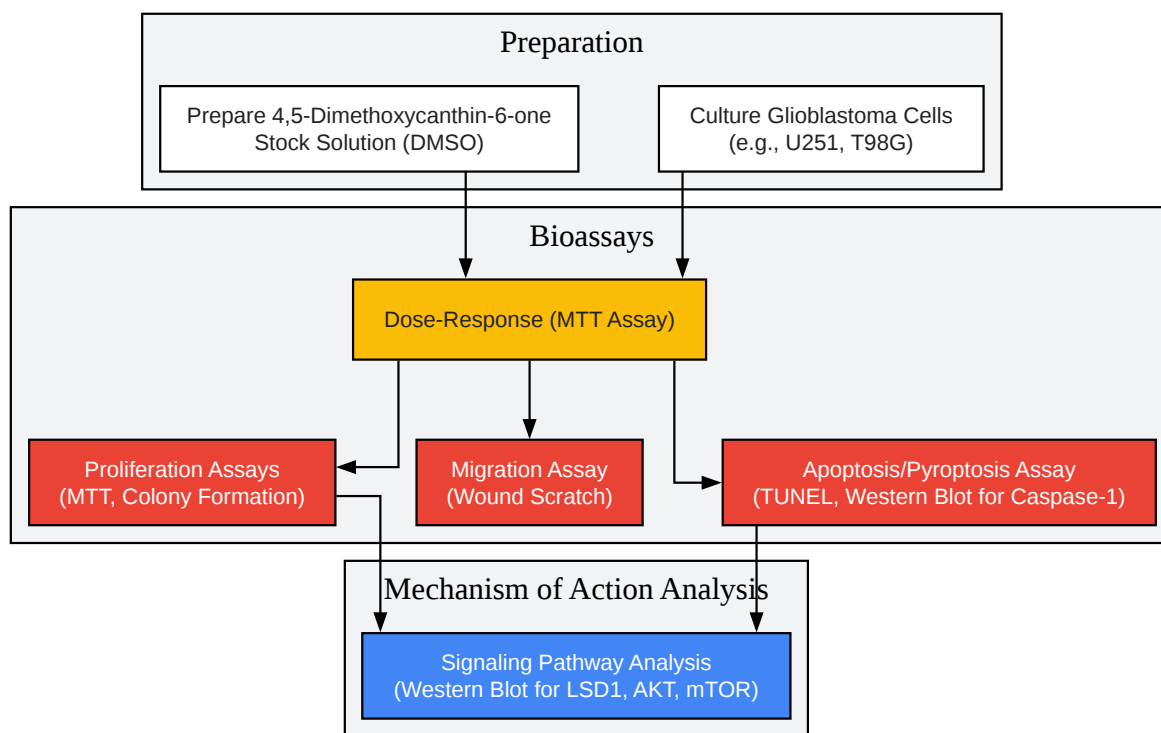 Preparation
Prepare 4,5-Dimethoxycanthin-6-one
Stock Solution (DMSO)
Culture Glioblastoma Cells
(e.g., U251, T98G)
Bioassays
Dose-Response (MTT Assay)
Proliferation Assays
(MTT, Colony Formation)
Migration Assay
(Wound Scratch)
Apoptosis/Pyroptosis Assay
(TUNEL, Western Blot for Caspase-1)
Mechanism of Action Analysis
Signaling Pathway Analysis
(Western Blot for LSD1, AKT, mTOR)